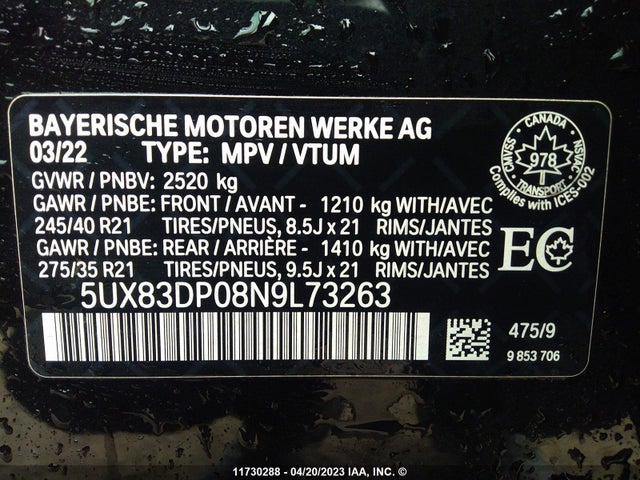 BAYERISCHE MOTOREN WERKE AG
03/22 TYPE: MPV / VTUM
GVWR / PNBV: 2520 kg
GAWR / PNBE: FRONT / AVANT - 1210 kg WITH/AVEC
245/40 R21 TIRES/PNEUS, 8.5J x 21 RIMS/JANTES
GAWR / PNBE: REAR / ARRIÈRE - 1410 kg WITH/AVEC
275/35 R21 TIRES/PNEUS, 9.5J x 21 RIMS/JANTES
5UX83DP08N9L73263
CANADA
CMVSS
NSVAC
978
TRANSPORT
Complies with ICES-002
EC
475/9
9 853 706
11730288 - 04/20/2023 IAA, INC. ©